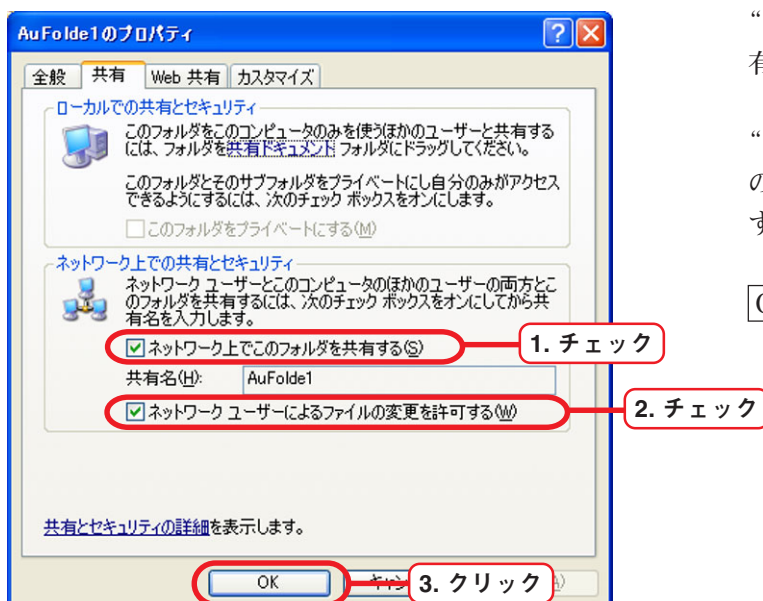 AuFolde1のプロパティ
全般 共有 Web 共有 カスタマイズ
ローカルでの共有とセキュリティ
このフォルダをこのコンピュータのみを使うほかのユーザーと共有する
には、フォルダを共有ドキュメント フォルダにドラッグしてください。
このフォルダとそのサブフォルダをプライベートにし自分のみがアクセス
できるようにするには、次のチェック ボックスをオンにします。
このフォルダをプライベートにする(M)
ネットワーク上での共有とセキュリティ
ネットワーク ユーザーとこのコンピュータのほかのユーザーの両方とこ
のフォルダを共有するには、次のチェック ボックスをオンにしてから共
有名を入力します。
ネットワーク上でこのフォルダを共有する(S)
1. チェック
共有名(H): AuFolde1
ネットワーク ユーザーによるファイルの変更を許可する(W)
2. チェック
共有とセキュリティの詳細を表示します。
OK
3. クリック
“
有
“
の
す